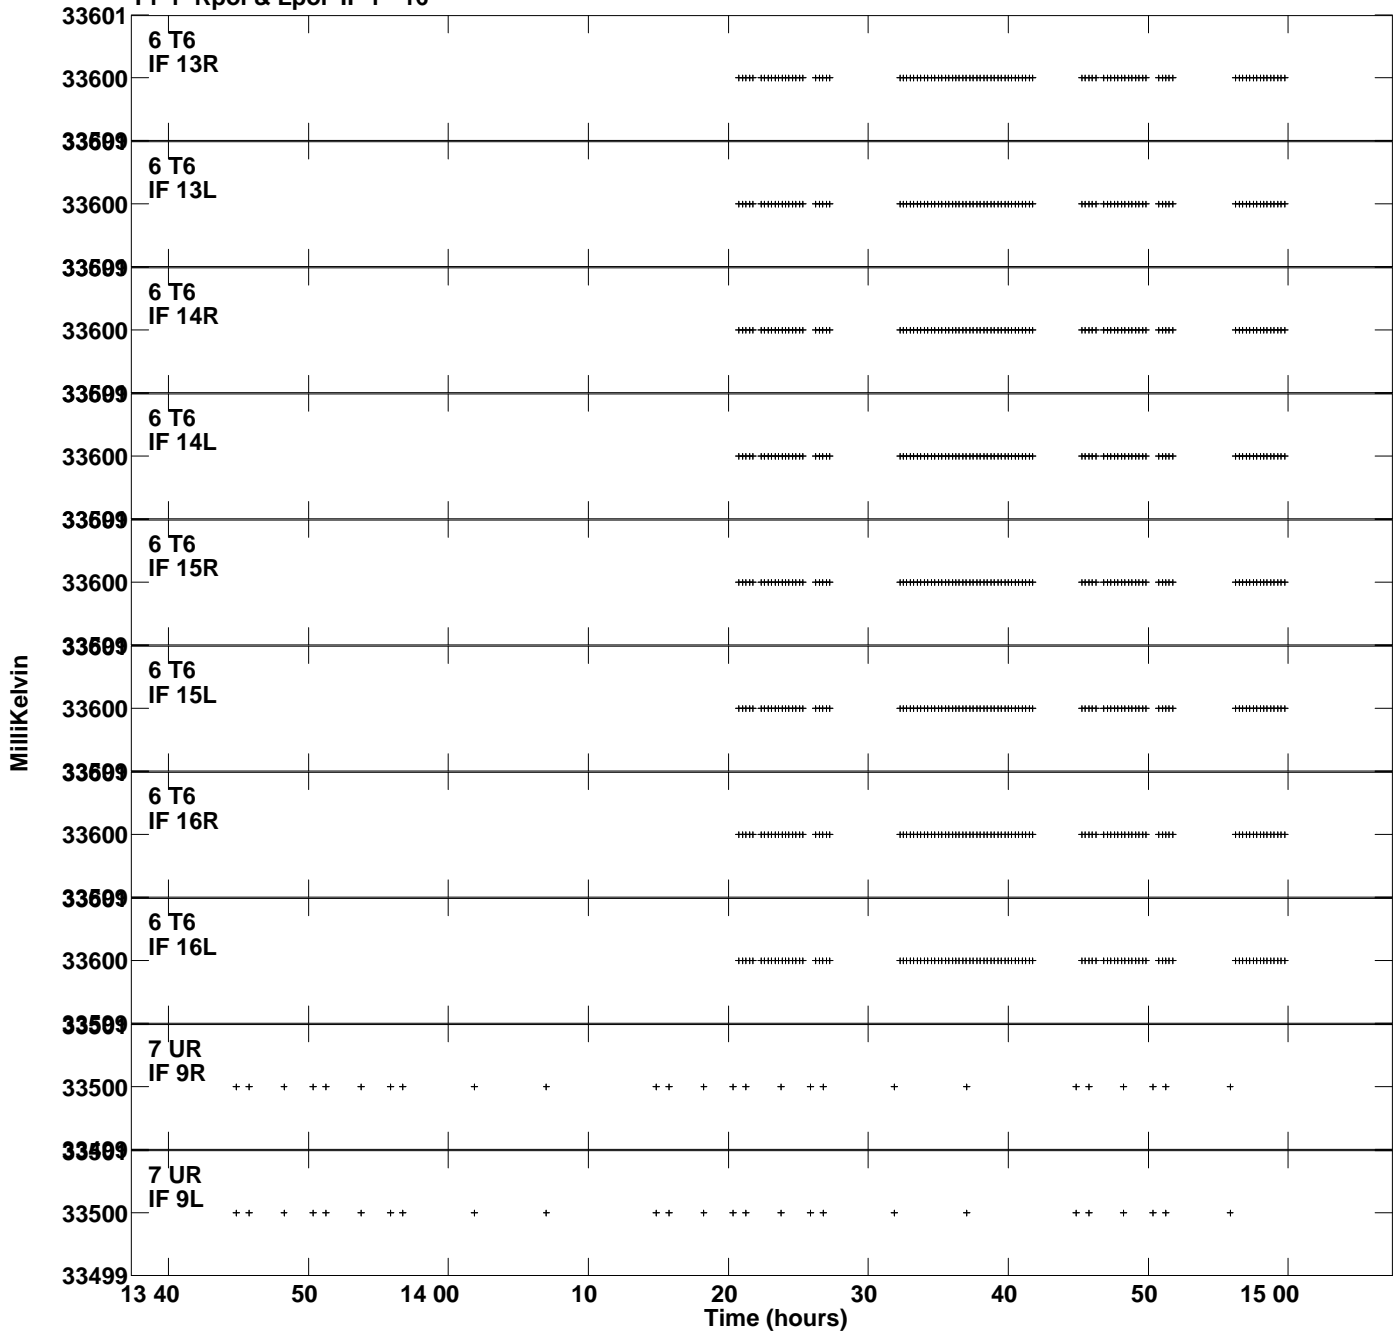 33601
6 T6
IF 13R
33600
6 T6
IF 13L
33600
6 T6
IF 14R
33600
6 T6
IF 14L
33600
6 T6
IF 15R
33600
6 T6
IF 15L
33600
6 T6
IF 16R
33600
6 T6
IF 16L
33600
7 UR
IF 9R
33500
7 UR
IF 9L
33500
33499
MilliKelvin
13 40 50 14 00 10 20 30 40 50 15 00
Time (hours)